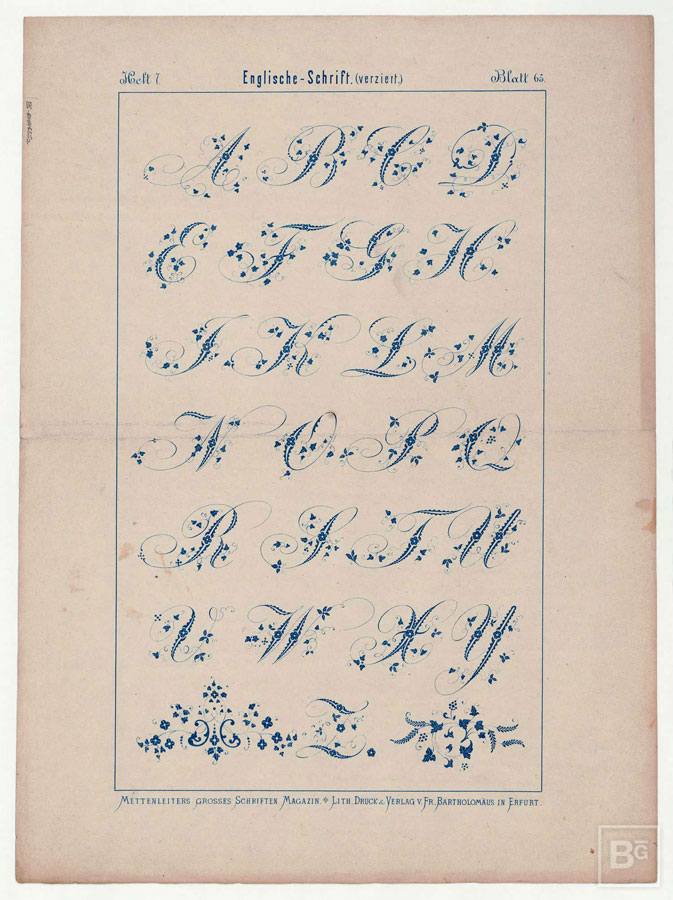 Heft 7.
Englische-Schrift. (verziert.)
Blatt 65.
A B C D
E F G H
I K L M
N O P Q
R S T U
V W X Y
Z.
METTENLEITERS GROSSES SCHRIFTEN MAGAZIN. LITH. DRUCK u. VERLAG v. FR. BARTHOLOMÄUS IN ERFURT.
BG